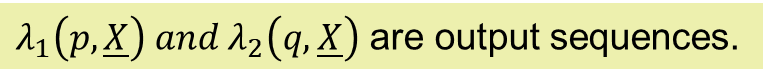 λ₁(p, X̲) and λ₂(q, X̲) are output sequences.